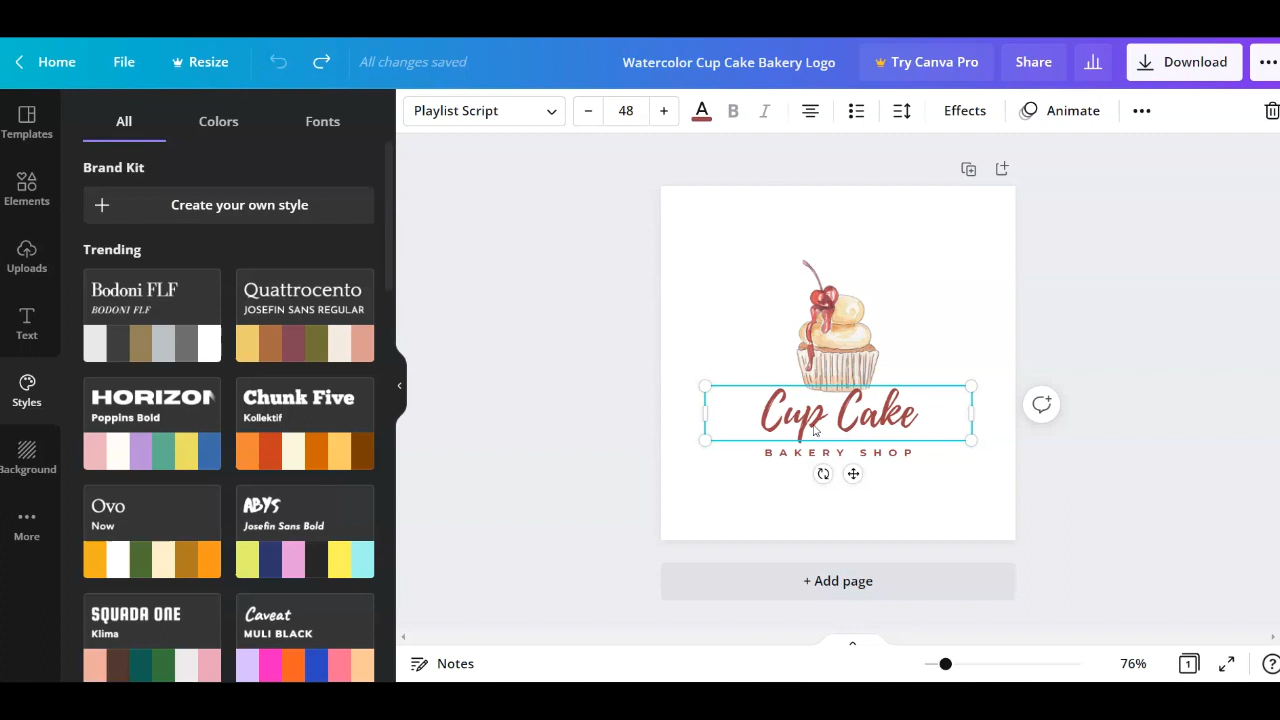 Home File Resize All changes saved Watercolor Cup Cake Bakery Logo Try Canva Pro Share Download
Playlist Script 48 A B I Effects Animate
Templates
Elements
Uploads
Text
Styles
Background
More
All Colors Fonts
Brand Kit
Create your own style
Trending
Bodoni FLF
BODONI FLF
Quattrocento
JOSEFIN SANS REGULAR
HORIZON
Poppins Bold
Chunk Five
Kollektif
Ovo
Now
ABYS
Josefin Sans Bold
SQUADA ONE
Klima
Caveat
MULI BLACK
Cup Cake
BAKERY SHOP
+ Add page
Notes 76% 1 ?